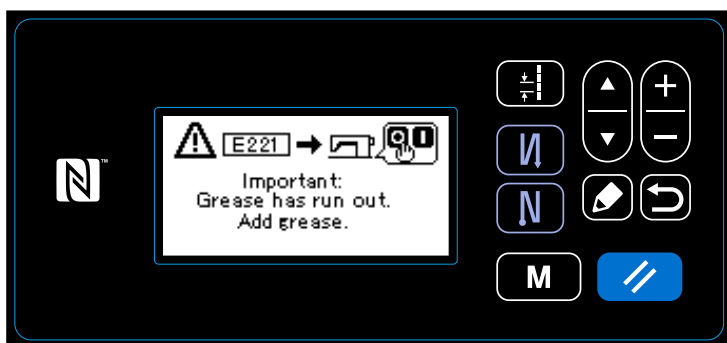 E221
Important:
Grease has run out.
Add grease.
M